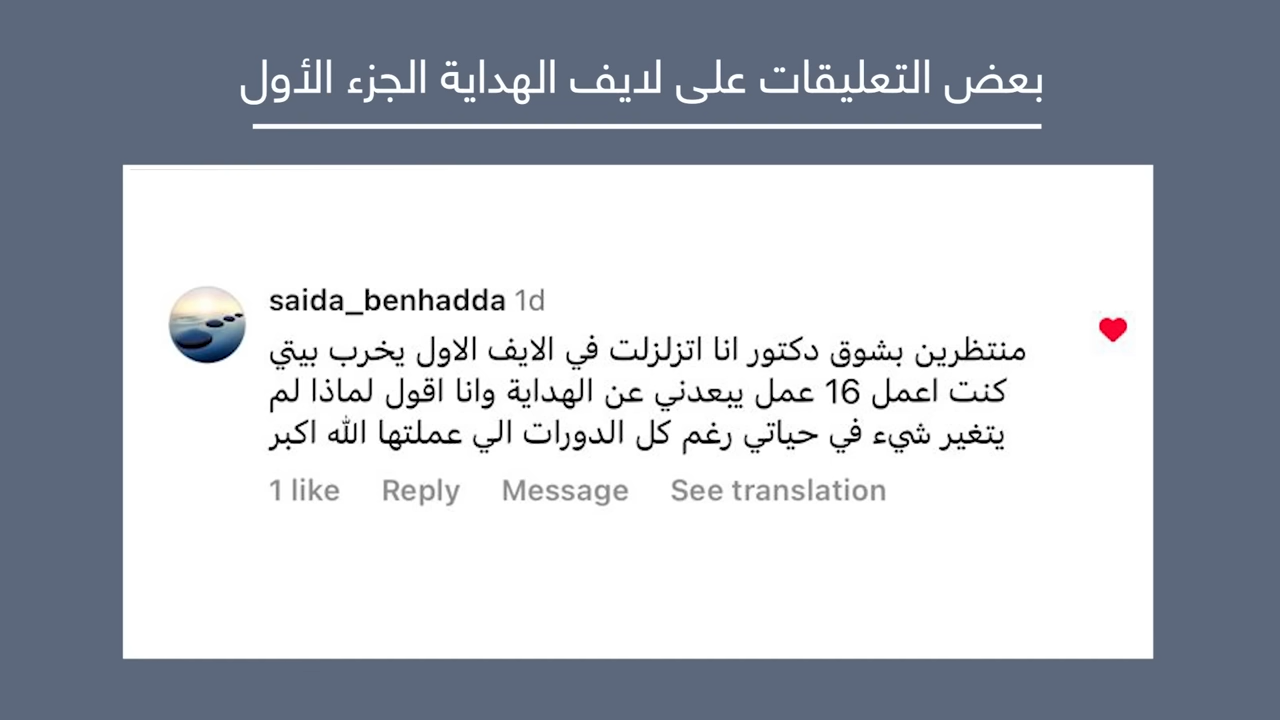 بعض التعليقات على لايف الهداية الجزء الأول
saida_benhadda 1d
منتظرين بشوق دكتور انا اتزلزلت في الايف الاول يخرب بيتي
كنت اعمل 16 عمل يبعدني عن الهداية وانا اقول لماذا لم
يتغير شيء في حياتي رغم كل الدورات الي عملتها الله اكبر
1 like Reply Message See translation